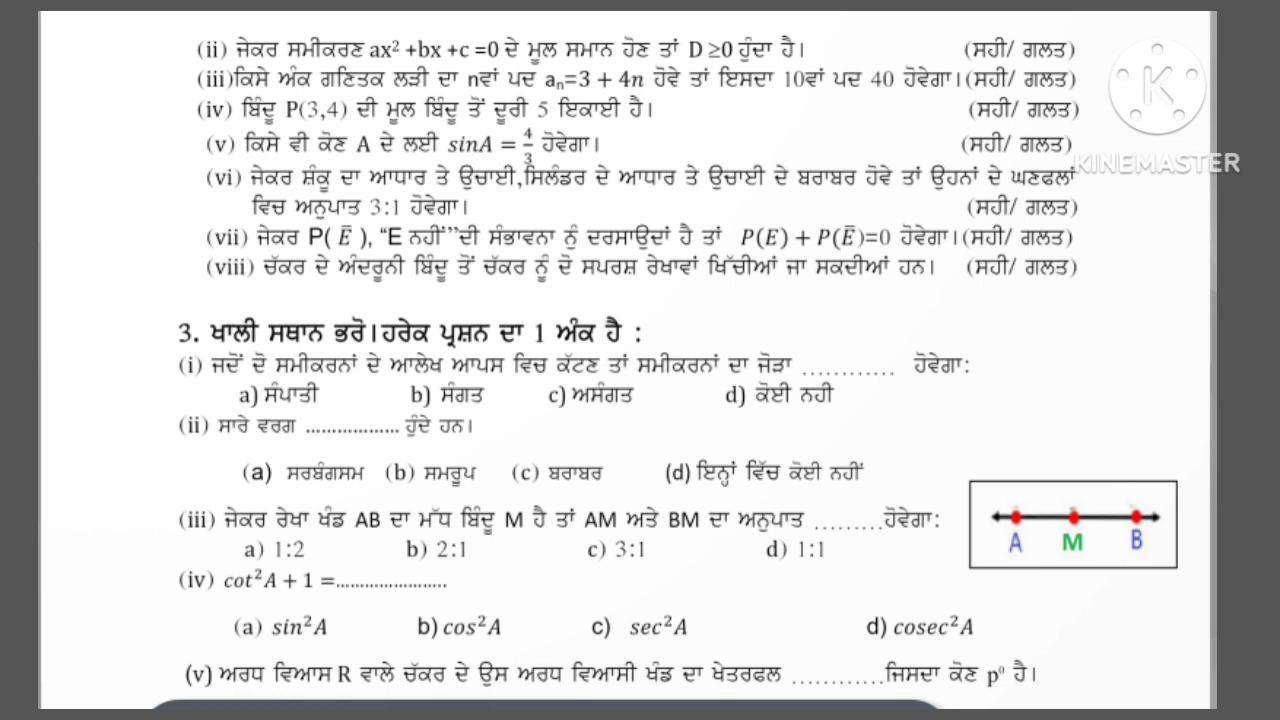 (ii) ਜੇਕਰ ਸਮੀਕਰਣ ax² +bx +c =0 ਦੇ ਮੂਲ ਸਮਾਨ ਹੋਣ ਤਾਂ D ≥0 ਹੁੰਦਾ ਹੈ। (ਸਹੀ/ ਗਲਤ)
(iii)ਕਿਸੇ ਅੰਕ ਗਣਿਤਕ ਲੜੀ ਦਾ nਵਾਂ ਪਦ aₙ=3 + 4n ਹੋਵੇ ਤਾਂ ਇਸਦਾ 10ਵਾਂ ਪਦ 40 ਹੋਵੇਗਾ।(ਸਹੀ/ ਗਲਤ)
(iv) ਬਿੰਦੂ P(3,4) ਦੀ ਮੂਲ ਬਿੰਦੂ ਤੋਂ ਦੂਰੀ 5 ਇਕਾਈ ਹੈ। (ਸਹੀ/ ਗਲਤ)
(v) ਕਿਸੇ ਵੀ ਕੋਣ A ਦੇ ਲਈ sinA = 4/3 ਹੋਵੇਗਾ। (ਸਹੀ/ ਗਲਤ)
K
KINEMASTER
(vi) ਜੇਕਰ ਸ਼ੰਕੂ ਦਾ ਆਧਾਰ ਤੇ ਉਚਾਈ,ਸਿਲੰਡਰ ਦੇ ਆਧਾਰ ਤੇ ਉਚਾਈ ਦੇ ਬਰਾਬਰ ਹੋਵੇ ਤਾਂ ਉਹਨਾਂ ਦੇ ਘਣਫਲਾਂ
ਵਿਚ ਅਨੁਪਾਤ 3:1 ਹੋਵੇਗਾ। (ਸਹੀ/ ਗਲਤ)
(vii) ਜੇਕਰ P( E̅ ), “E ਨਹੀਂ’”ਦੀ ਸੰਭਾਵਨਾ ਨੂੰ ਦਰਸਾਉਦਾਂ ਹੈ ਤਾਂ P(E) + P(E̅)=0 ਹੋਵੇਗਾ।(ਸਹੀ/ ਗਲਤ)
(viii) ਚੱਕਰ ਦੇ ਅੰਦਰੂਨੀ ਬਿੰਦੂ ਤੋਂ ਚੱਕਰ ਨੂੰ ਦੋ ਸਪਰਸ਼ ਰੇਖਾਵਾਂ ਖਿੱਚੀਆਂ ਜਾ ਸਕਦੀਆਂ ਹਨ। (ਸਹੀ/ ਗਲਤ)
3. ਖਾਲੀ ਸਥਾਨ ਭਰੋ।ਹਰੇਕ ਪ੍ਰਸ਼ਨ ਦਾ 1 ਅੰਕ ਹੈ :
(i) ਜਦੋਂ ਦੋ ਸਮੀਕਰਨਾਂ ਦੇ ਆਲੇਖ ਆਪਸ ਵਿਚ ਕੱਟਣ ਤਾਂ ਸਮੀਕਰਨਾਂ ਦਾ ਜੋੜਾ ............ ਹੋਵੇਗਾ:
a) ਸੰਪਾਤੀ b) ਸੰਗਤ c) ਅਸੰਗਤ d) ਕੋਈ ਨਹੀ
(ii) ਸਾਰੇ ਵਰਗ .................. ਹੁੰਦੇ ਹਨ।
(a) ਸਰਬੰਗਸਮ (b) ਸਮਰੂਪ (c) ਬਰਾਬਰ (d) ਇਨ੍ਹਾਂ ਵਿੱਚ ਕੋਈ ਨਹੀਂ
(iii) ਜੇਕਰ ਰੇਖਾ ਖੰਡ AB ਦਾ ਮੱਧ ਬਿੰਦੂ M ਹੈ ਤਾਂ AM ਅਤੇ BM ਦਾ ਅਨੁਪਾਤ .........ਹੋਵੇਗਾ:
a) 1:2 b) 2:1 c) 3:1 d) 1:1
A M B
(iv) cot²A + 1 =......................
(a) sin²A b) cos²A c) sec²A d) cosec²A
(v) ਅਰਧ ਵਿਆਸ R ਵਾਲੇ ਚੱਕਰ ਦੇ ਉਸ ਅਰਧ ਵਿਆਸੀ ਖੰਡ ਦਾ ਖੇਤਰਫਲ ............ਜਿਸਦਾ ਕੋਣ p⁰ ਹੈ।